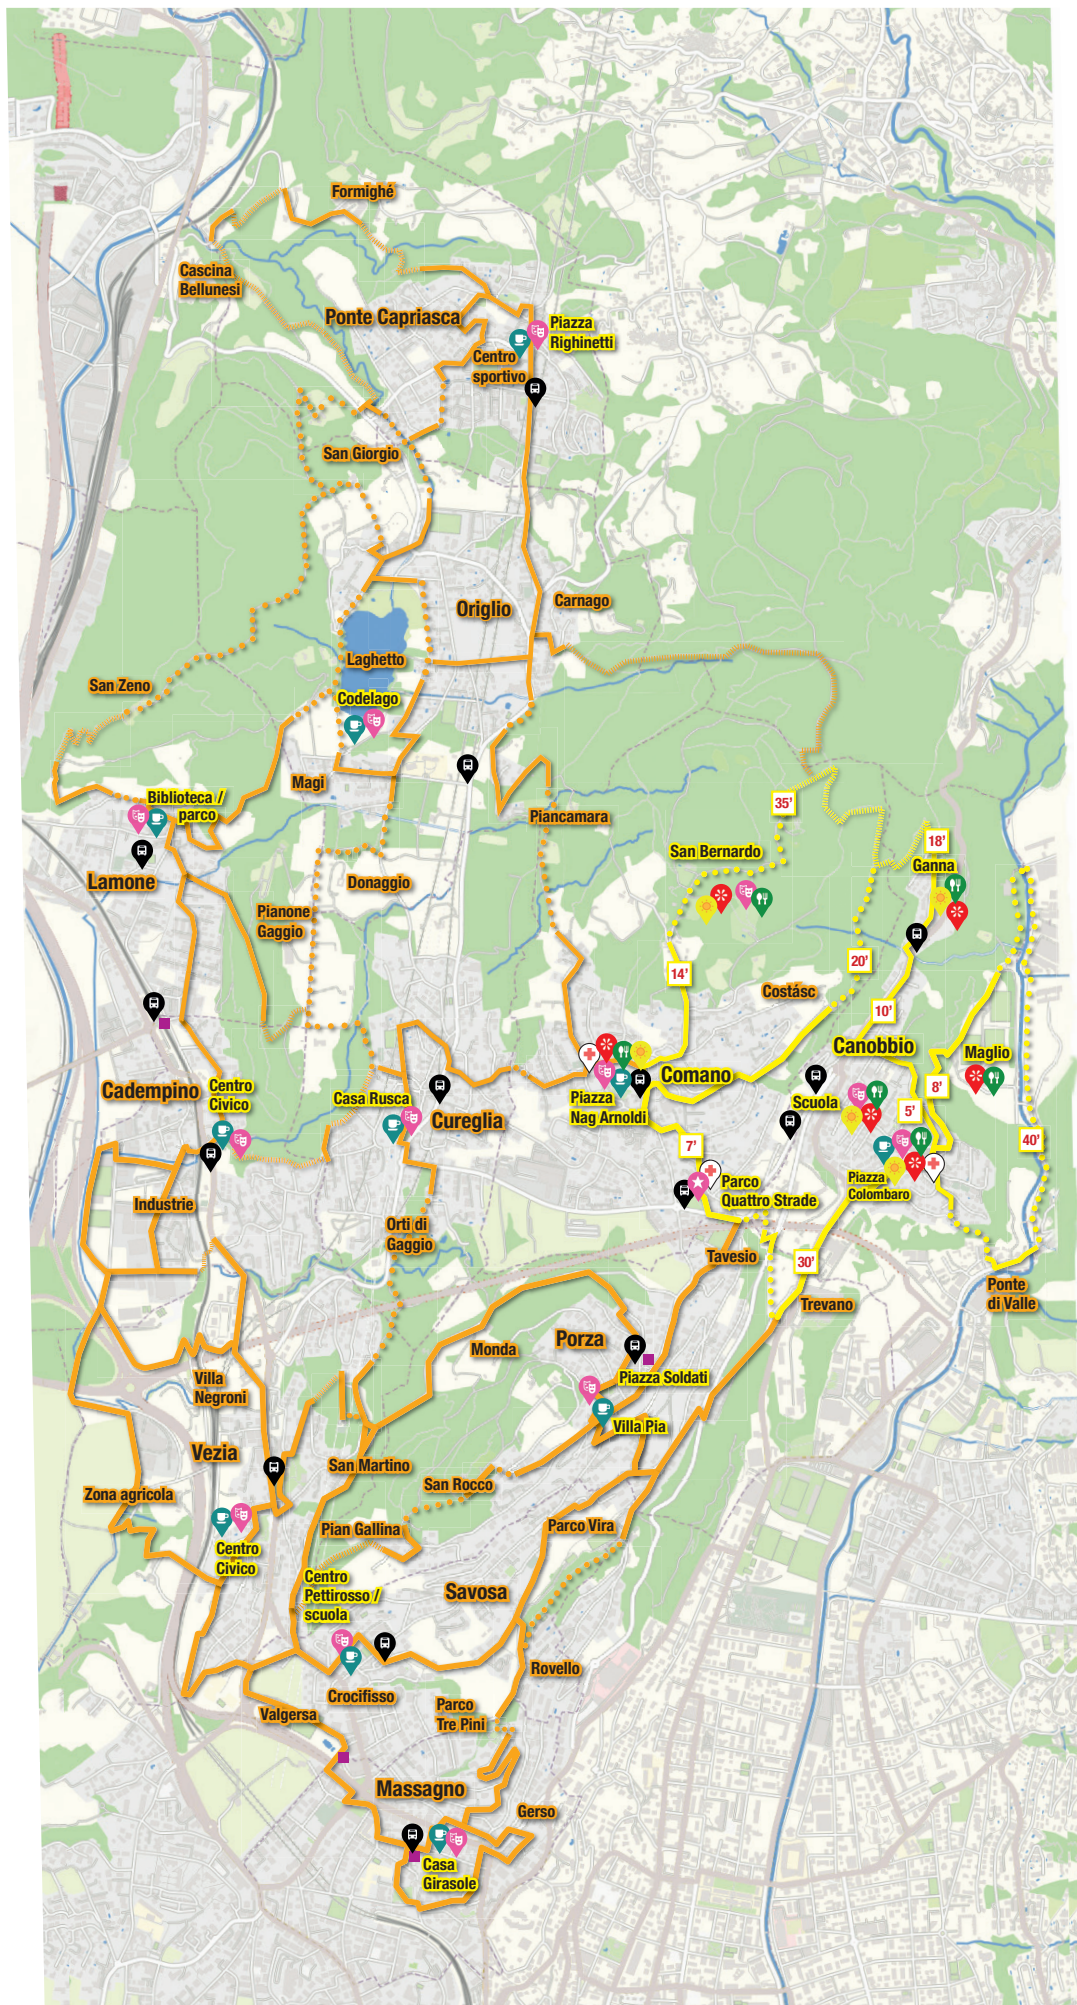 Formighé
Cascina
Bellunesi
Ponte Capriasca
Piazza
Righinetti
Centro
sportivo
San Giorgio
Origlio
Carnago
Laghetto
San Zeno
Codelago
Magi
Biblioteca /
parco
Piancamara
35'
18'
San Bernardo
Ganna
Lamone
Donaggio
Pianone
Gaggio
14'
20'
Costásc
10'
Canobbio
Comano
Maglio
Cadempino
Centro
Civico
Casa Rusca
Piazza
Nag Arnoldi
Scuola
8'
5'
Cureglia
7'
40'
Piazza
Colombaro
Parco
Quattro Strade
Industrie
Orti di
Gaggio
Tavesio
30'
Trevano
Ponte
di Valle
Monda
Porza
Piazza Soldati
Villa
Negroni
Villa Pia
Vezia
San Martino
San Rocco
Zona agricola
Pian Gallina
Parco Vira
Centro
Civico
Centro
Pettirosso /
scuola
Savosa
Rovello
Crocifisso
Parco
Tre Pini
Valgersa
Massagno
Gerso
Casa
Girasole